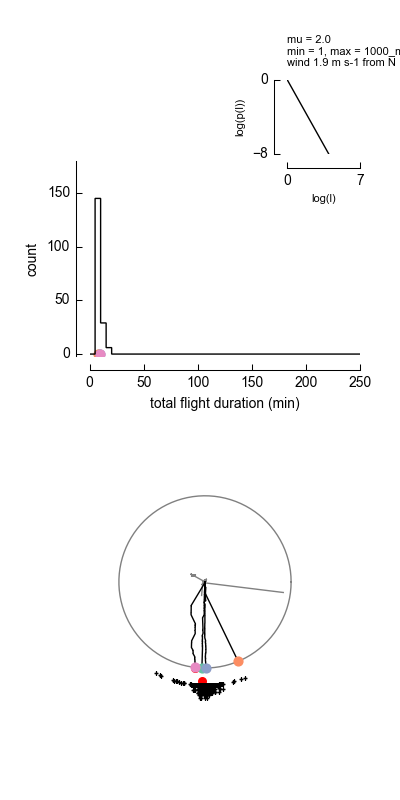 mu = 2.0
min = 1, max = 1000_m
wind 1.9 m s-1 from N
0
−8
log(p(l))
0 7
log(l)
150
100
50
0
count
0 50 100 150 200 250
total flight duration (min)